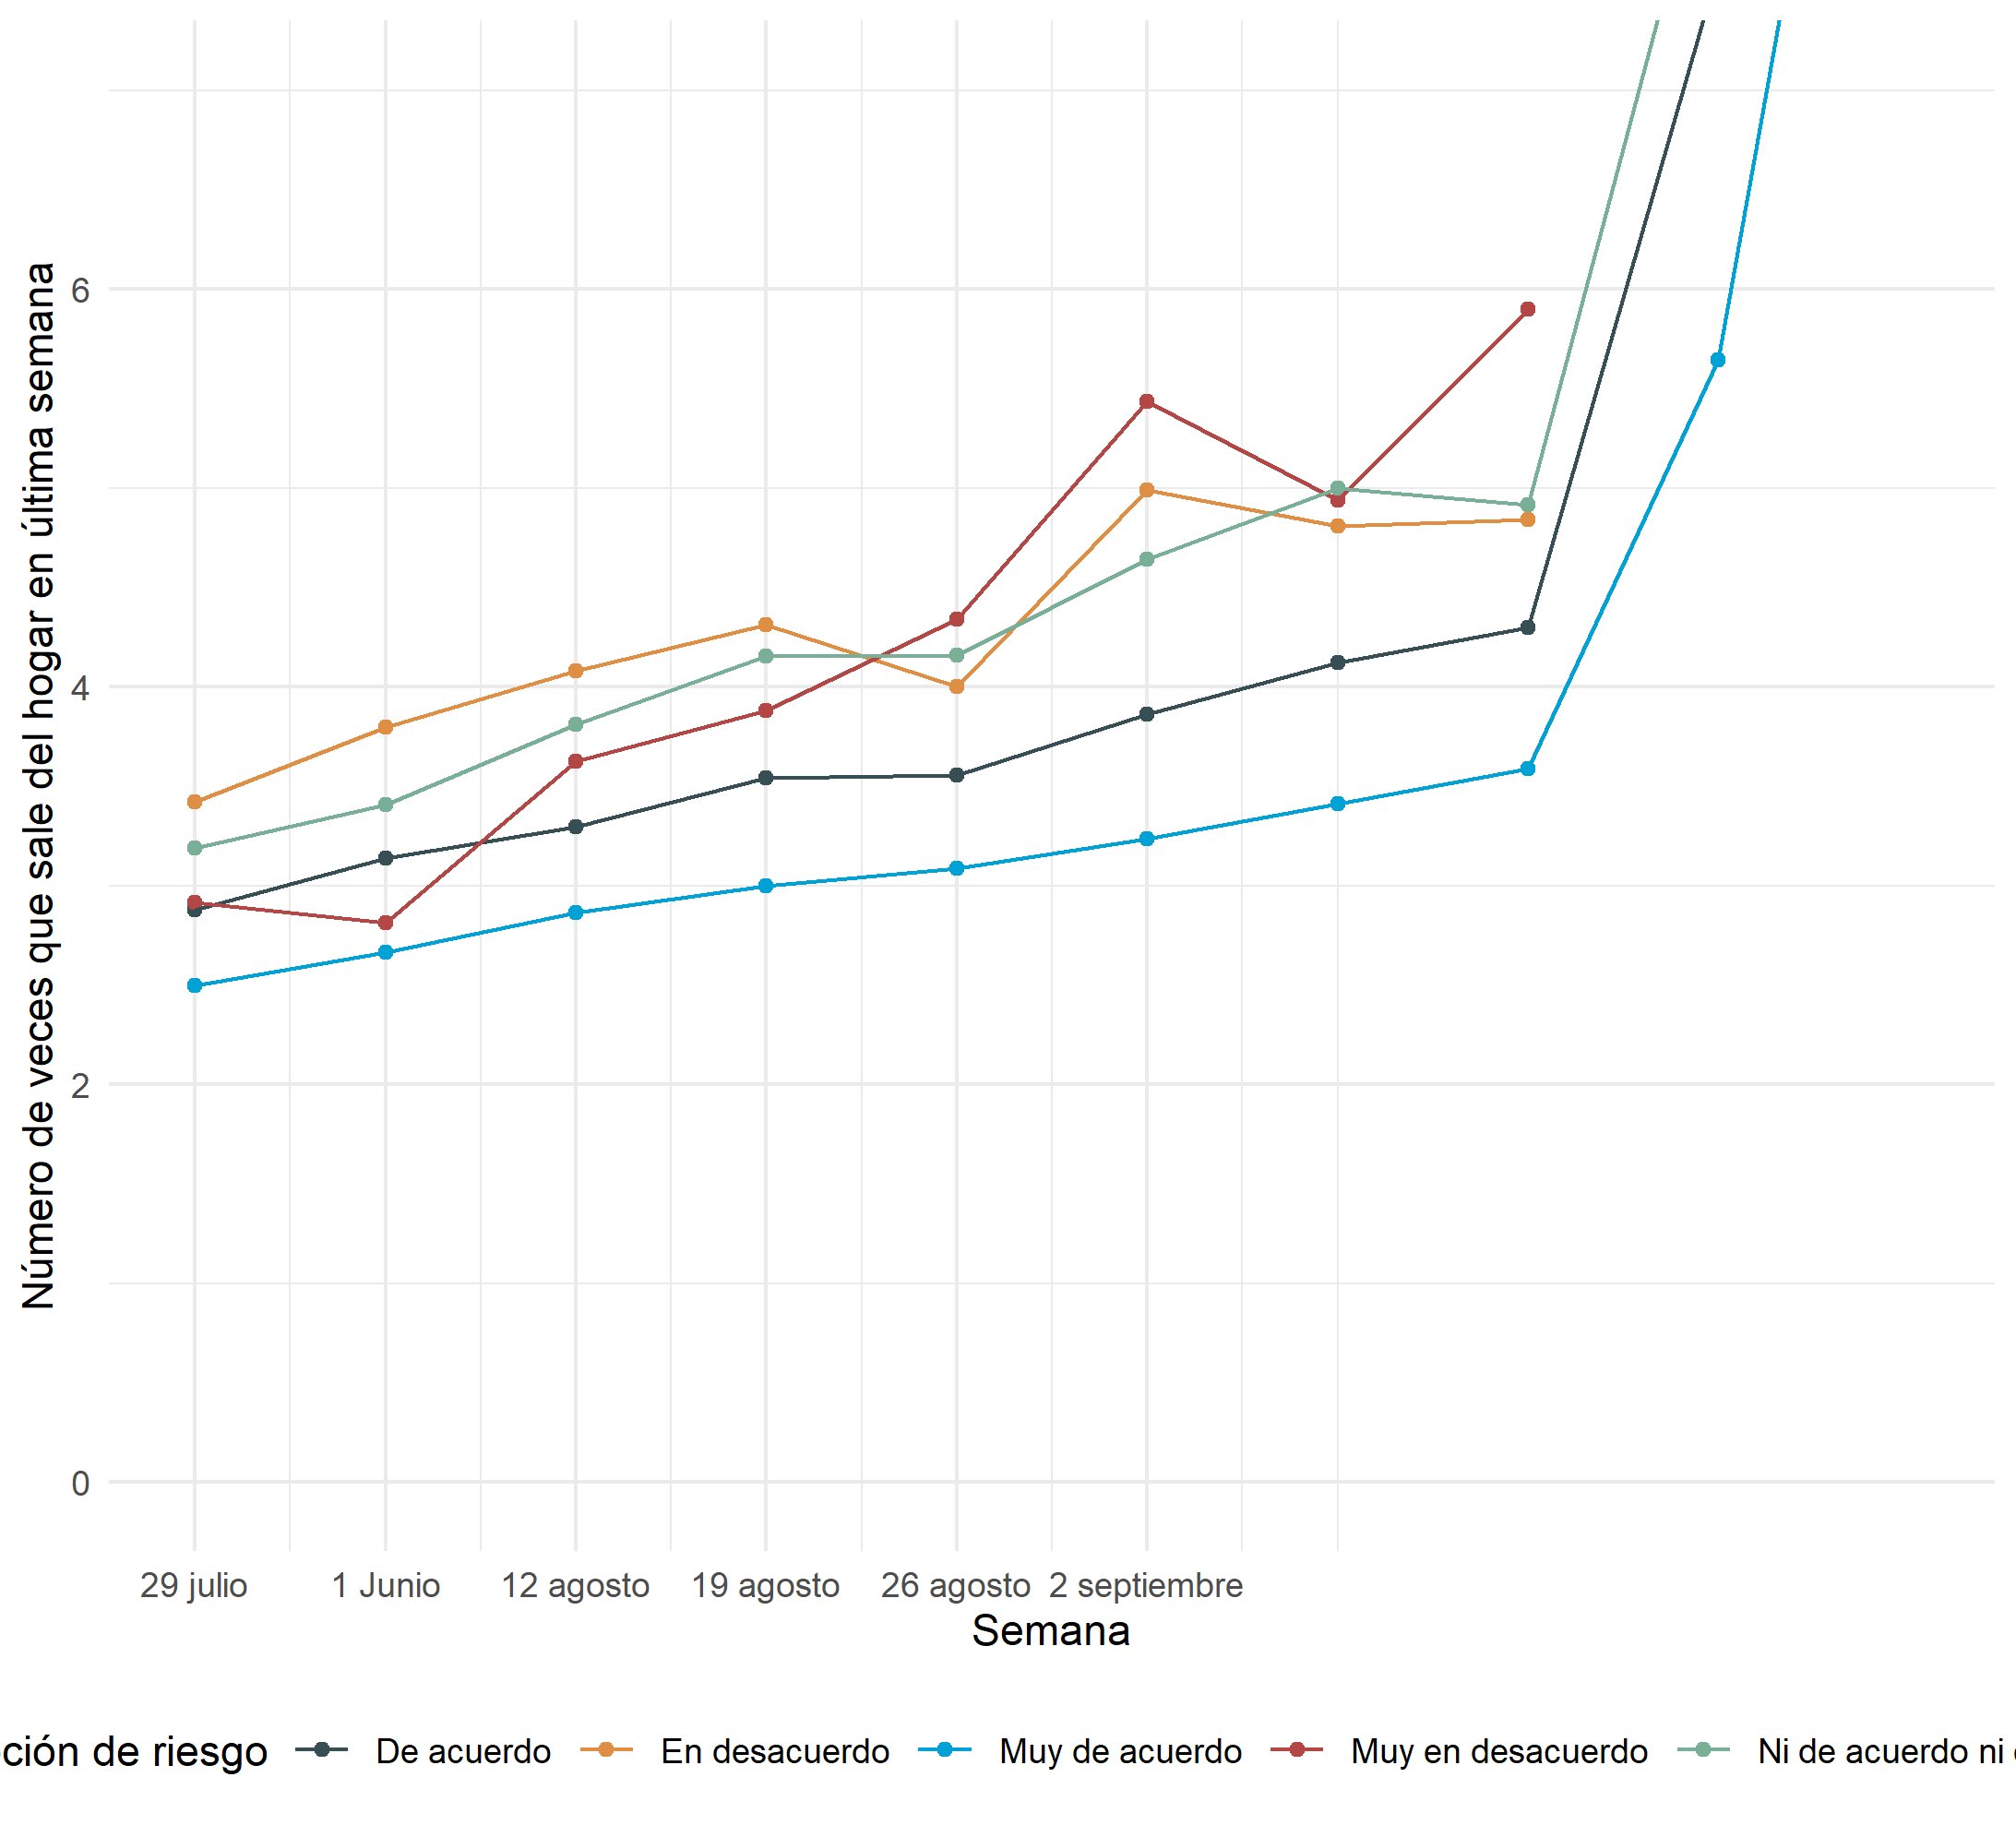 Número de veces que sale del hogar en última semana
6
4
2
0
29 julio 1 Junio 12 agosto 19 agosto 26 agosto 2 septiembre
Semana
ción de riesgo De acuerdo En desacuerdo Muy de acuerdo Muy en desacuerdo Ni de acuerdo ni